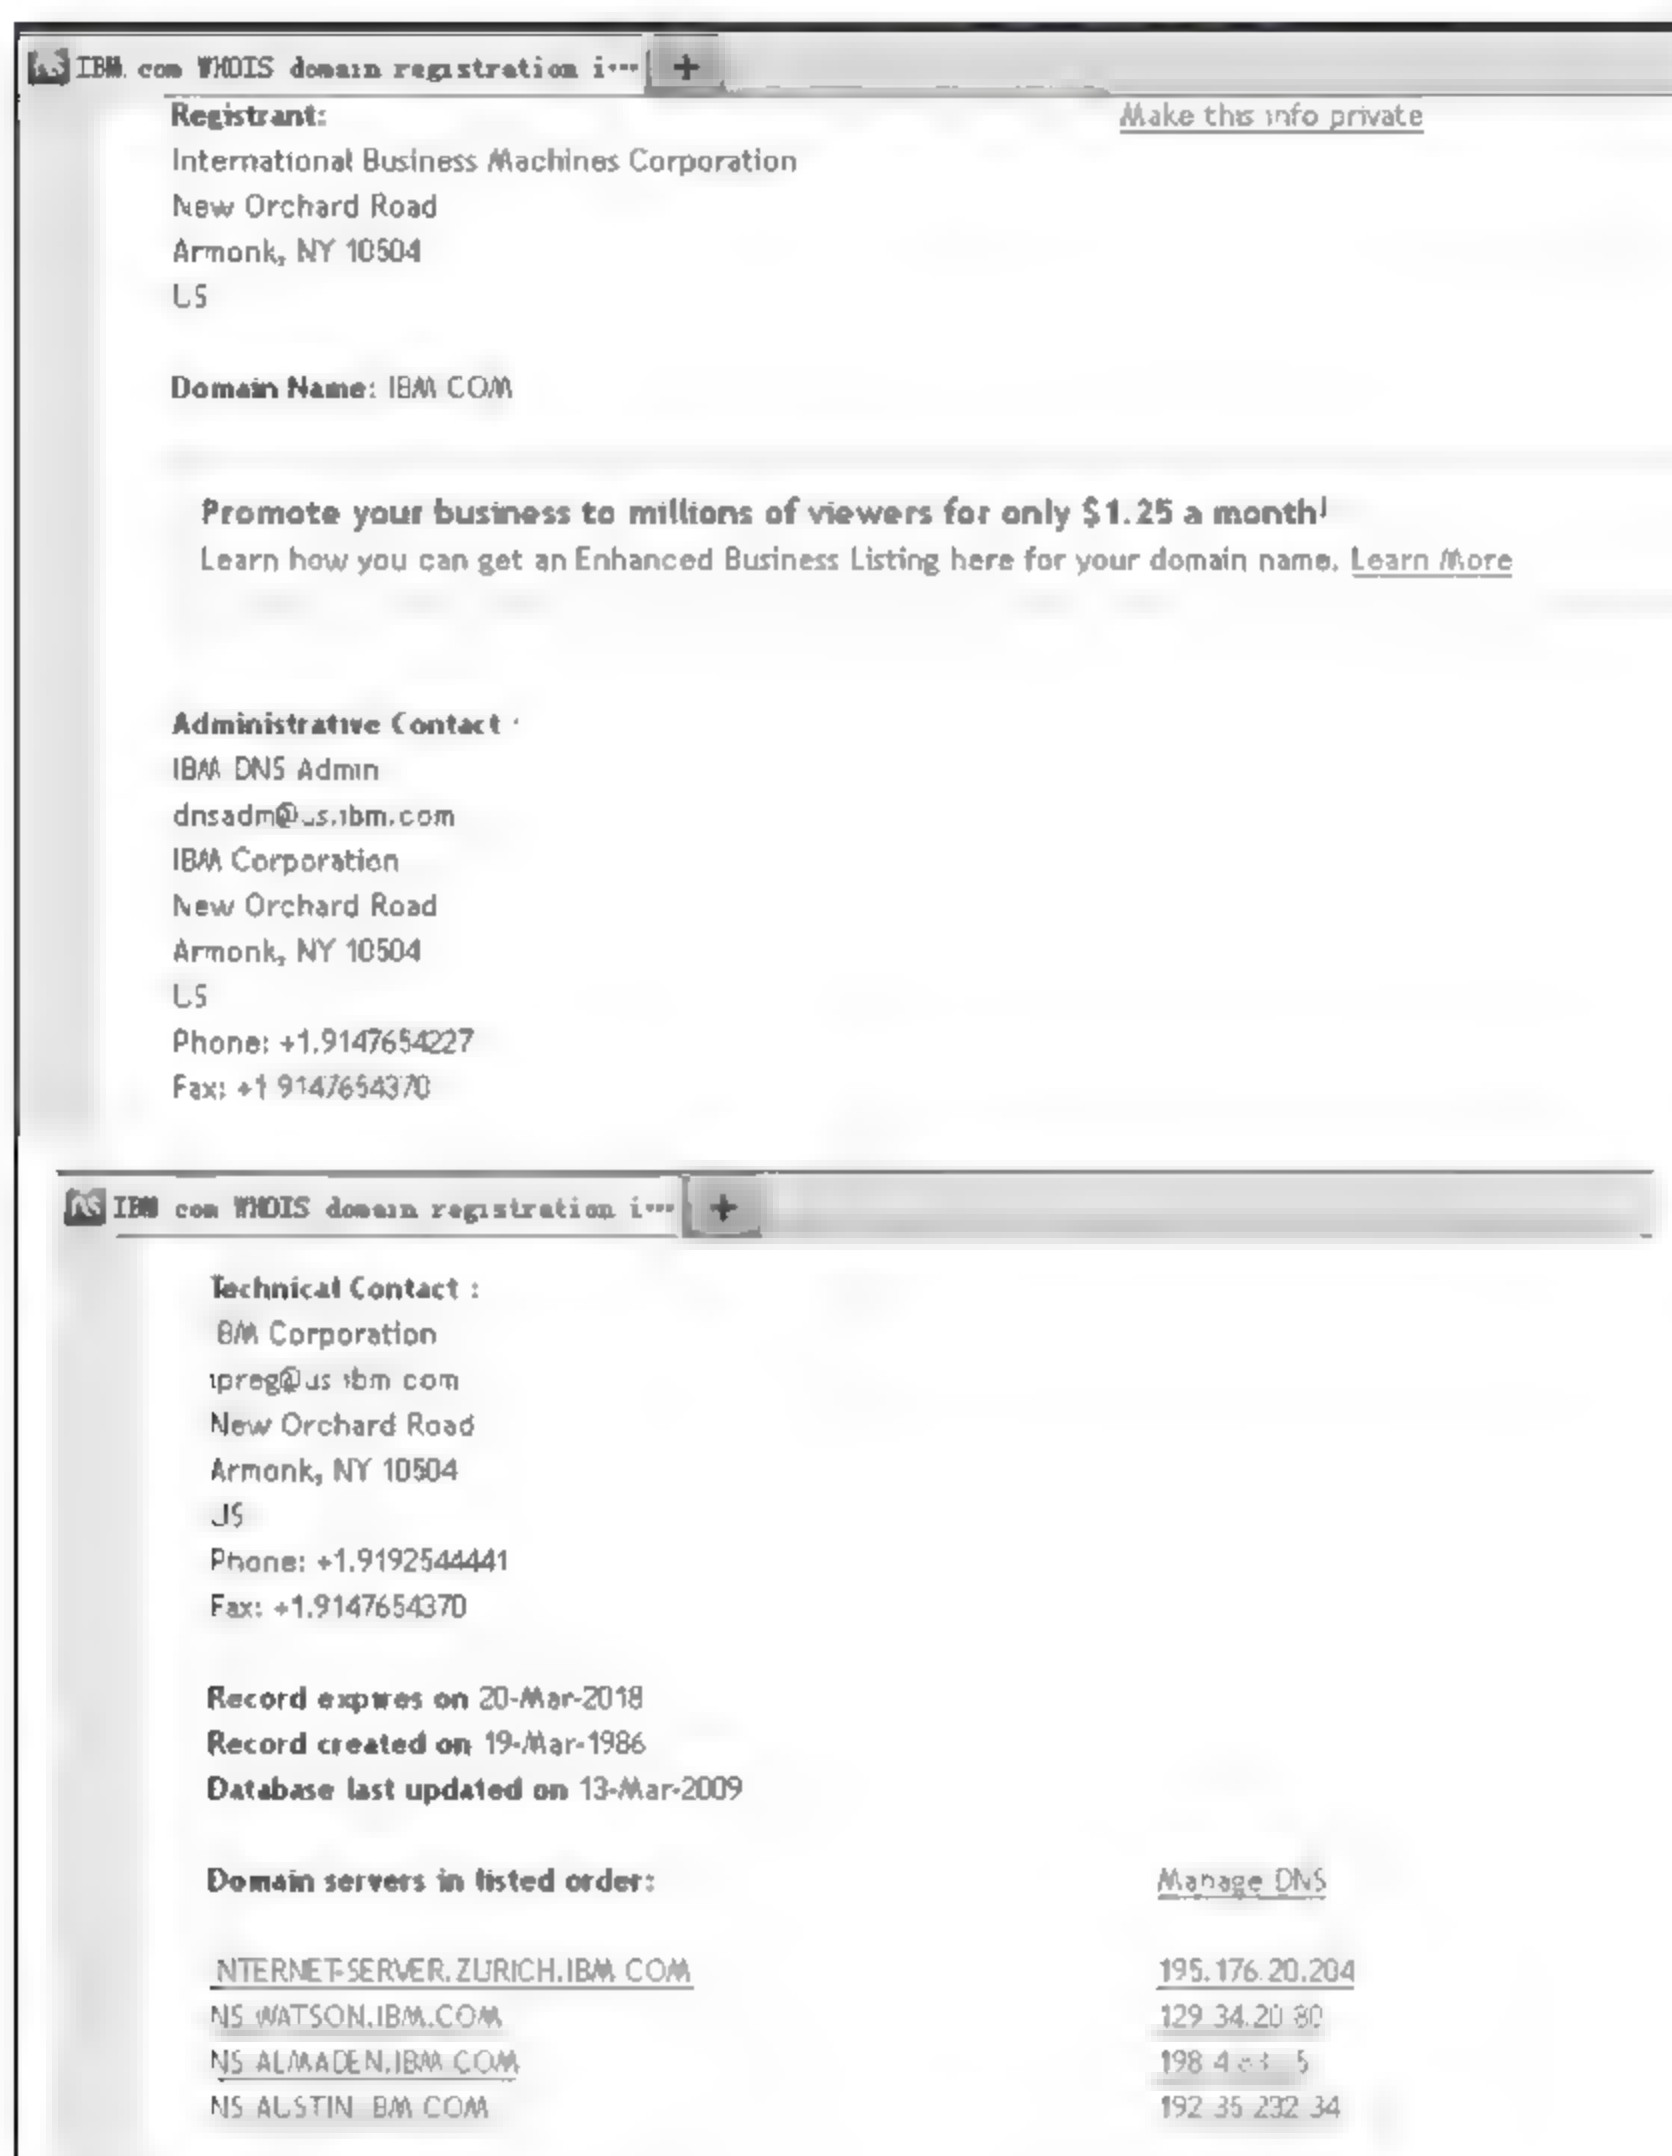 IBM.com WHOIS domain registration i...
Registrant: Make this info private
International Business Machines Corporation
New Orchard Road
Armonk, NY 10504
US
Domain Name: IBM COM
Promote your business to millions of viewers for only $1.25 a month!
Learn how you can get an Enhanced Business Listing here for your domain name. Learn More
Administrative Contact :
IBM DNS Admin
dnsadm@us.ibm.com
IBM Corporation
New Orchard Road
Armonk, NY 10504
US
Phone: +1.9147654227
Fax: +1 9147654370
IBM com WHOIS domain registration i...
Technical Contact :
IBM Corporation
ipreg@us ibm com
New Orchard Road
Armonk, NY 10504
US
Phone: +1.9192544441
Fax: +1.9147654370
Record expires on 20-Mar-2018
Record created on 19-Mar-1986
Database last updated on 13-Mar-2009
Domain servers in listed order: Manage DNS
INTERNET-SERVER.ZURICH.IBM COM 195.176.20.204
NS WATSON.IBM.COM 129 34.20 80
NS ALMADEN.IBM COM
NS AUSTIN IBM COM 192 35 232 34